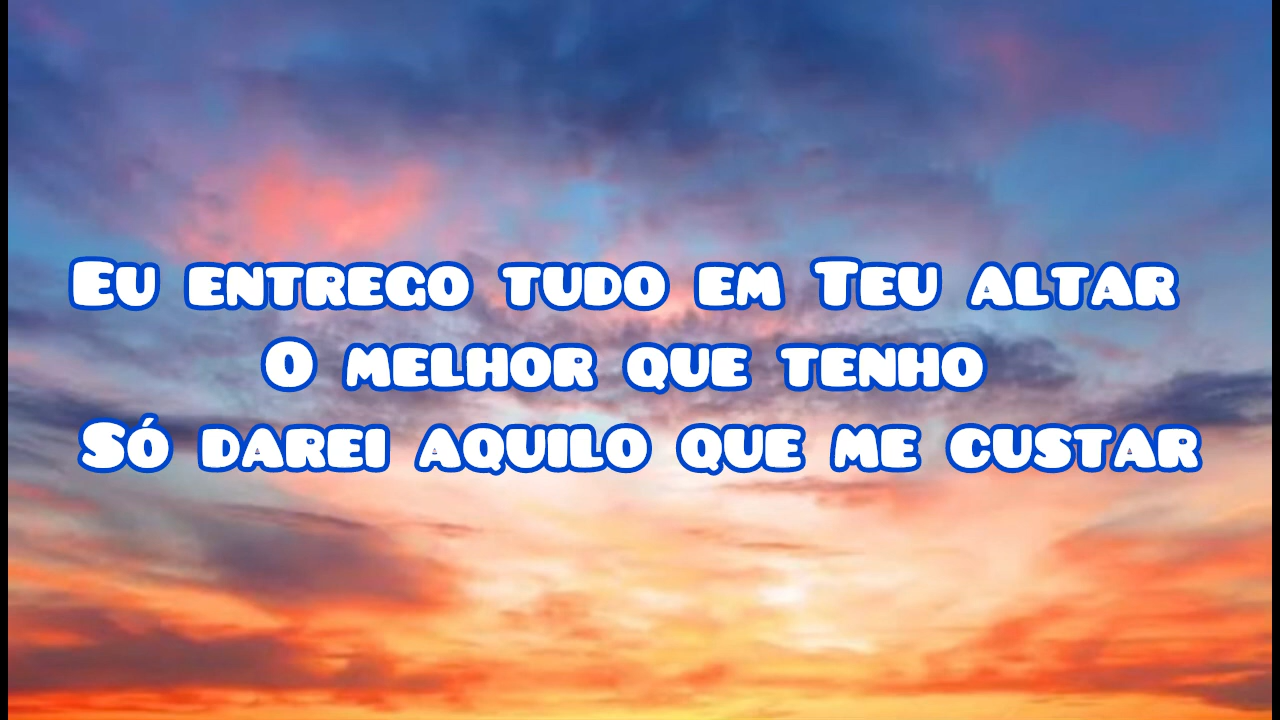 Eu entrego tudo em Teu altar
O melhor que tenho
Só darei aquilo que me custar